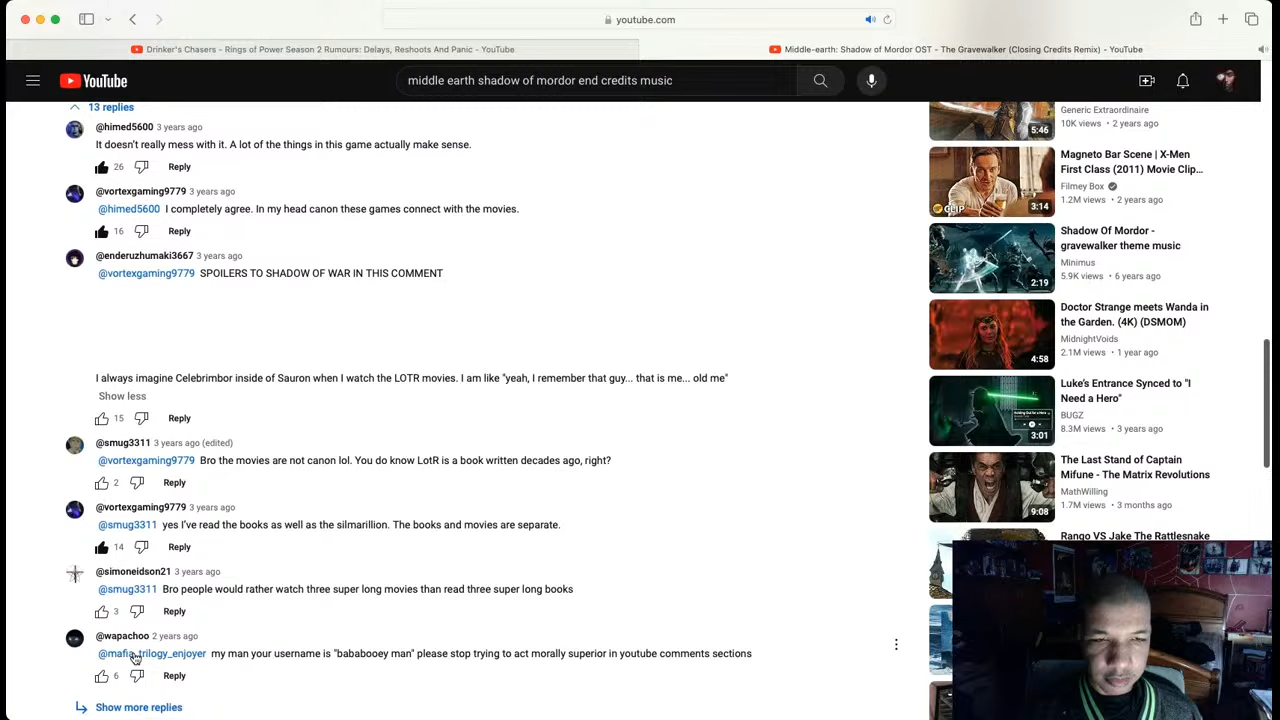 youtube.com
Drinker's Chasers - Rings of Power Season 2 Rumours: Delays, Reshoots And Panic - YouTube
Middle-earth: Shadow of Mordor OST - The Gravewalker (Closing Credits Remix) - YouTube
YouTube
middle earth shadow of mordor end credits music
13 replies
@himed5600 3 years ago
It doesn't really mess with it. A lot of the things in this game actually make sense.
26 Reply
@vortexgaming9779 3 years ago
@himed5600 I completely agree. In my head canon these games connect with the movies.
16 Reply
@enderuzhumaki3667 3 years ago
@vortexgaming9779 SPOILERS TO SHADOW OF WAR IN THIS COMMENT
I always imagine Celebrimbor inside of Sauron when I watch the LOTR movies. I am like "yeah, I remember that guy... that is me... old me"
Show less
15 Reply
@smug3311 3 years ago (edited)
@vortexgaming9779 Bro the movies are not canon lol. You do know LotR is a book written decades ago, right?
2 Reply
@vortexgaming9779 3 years ago
@smug3311 yes I've read the books as well as the silmarillion. The books and movies are separate.
14 Reply
@simoneidson21 3 years ago
@smug3311 Bro people would rather watch three super long movies than read three super long books
3 Reply
@wapachoo 2 years ago
@mafia_trilogy_enjoyer my man your username is "bababooey man" please stop trying to act morally superior in youtube comments sections
6 Reply
Show more replies
Generic Extraordinaire
10K views • 2 years ago
5:46
Magneto Bar Scene | X-Men
First Class (2011) Movie Clip...
Filmey Box
1.2M views • 2 years ago
CLIP
3:14
Shadow Of Mordor -
gravewalker theme music
Minimus
5.9K views • 6 years ago
2:19
Doctor Strange meets Wanda in
the Garden. (4K) (DSMOM)
MidnightVoids
2.1M views • 1 year ago
4:58
Luke's Entrance Synced to "I
Need a Hero"
BUGZ
8.3M views • 3 years ago
3:01
The Last Stand of Captain
Mifune - The Matrix Revolutions
MathWilling
1.7M views • 3 months ago
9:08
Rango VS Jake The Rattlesnake